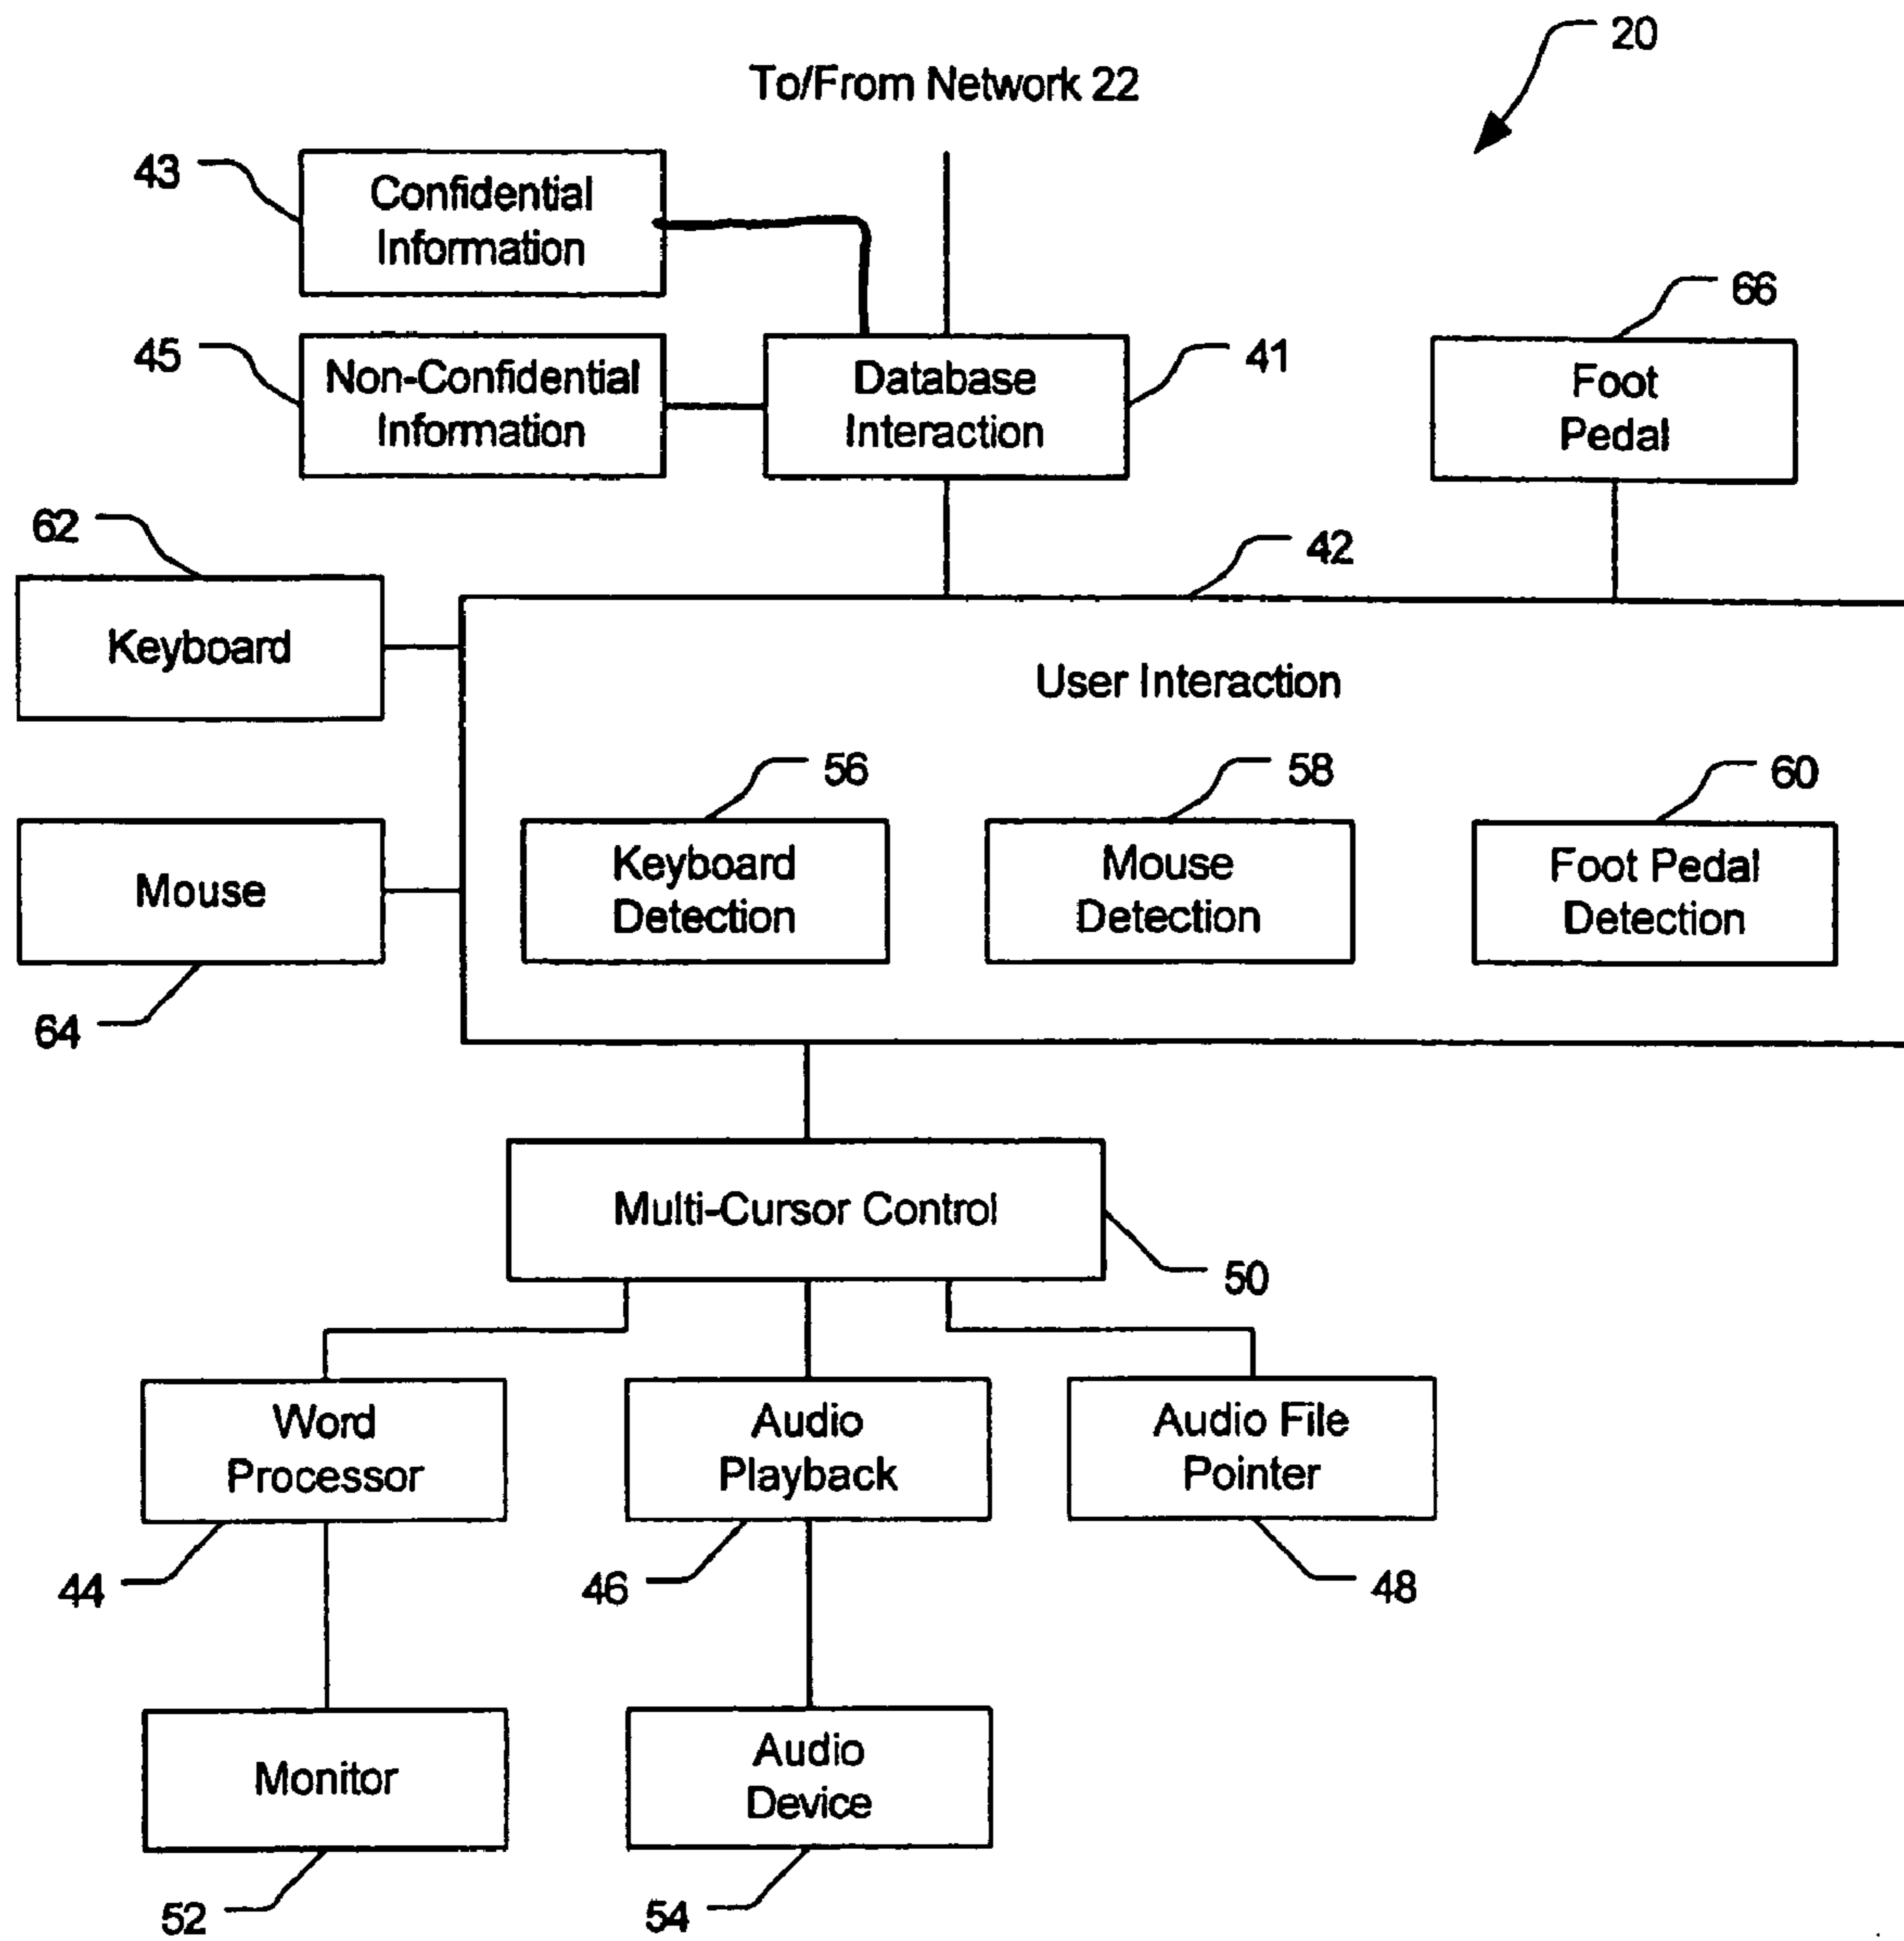 20
To/From Network 22
43
Confidential
Information
66
45
Non-Confidential
Information
Database
Interaction
41
Foot
Pedal
62
42
Keyboard
User Interaction
56
58
60
Mouse
Keyboard
Detection
Mouse
Detection
Foot Pedal
Detection
64
Multi-Cursor Control
50
Word
Processor
Audio
Playback
Audio File
Pointer
44
46
48
Monitor
Audio
Device
52
54